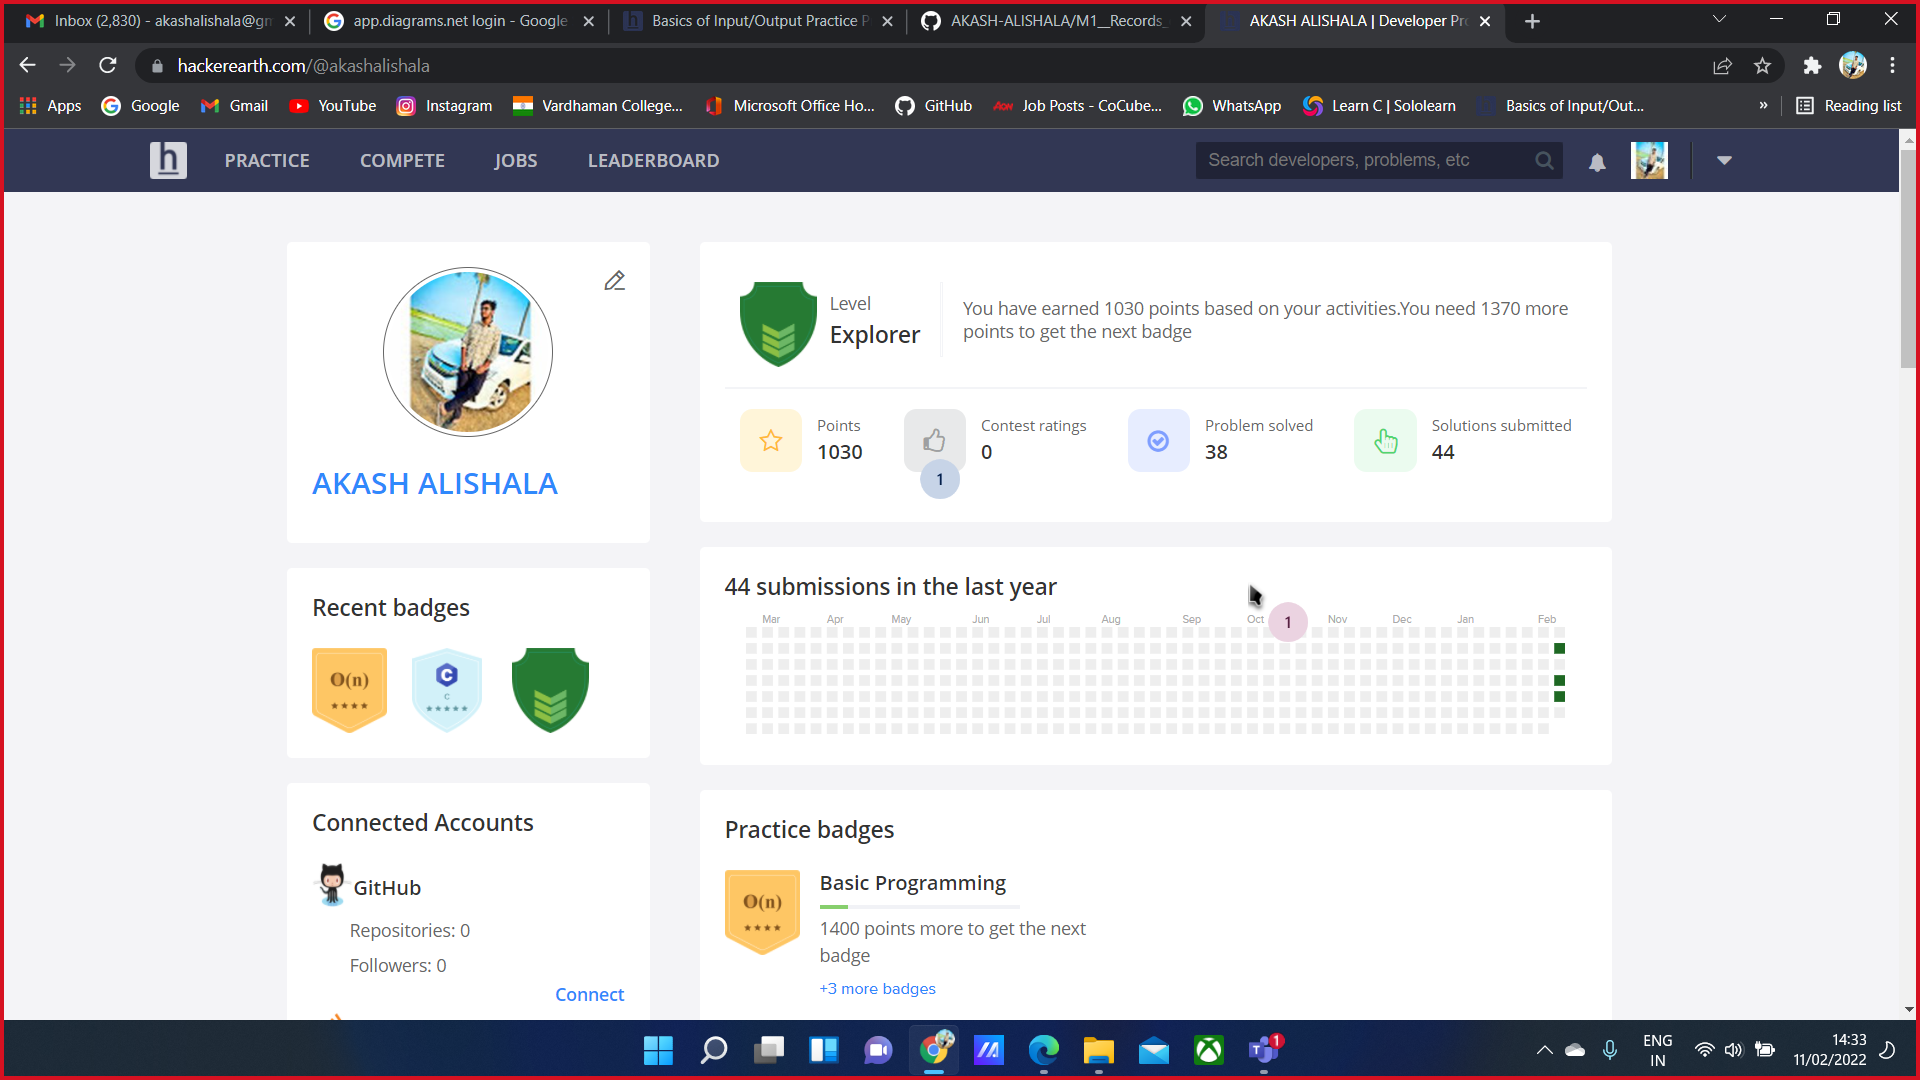 Inbox (2,830) - akashalishala@gm
app.diagrams.net login - Google
Basics of Input/Output Practice P
AKASH-ALISHALA/M1__Records_
AKASH ALISHALA | Developer Pro
hackerearth.com/@akashalishala
Apps
Google
Gmail
YouTube
Instagram
Vardhaman College...
Microsoft Office Ho...
GitHub
Job Posts - CoCube...
WhatsApp
Learn C | Sololearn
Basics of Input/Out...
»
Reading list
h
PRACTICE
COMPETE
JOBS
LEADERBOARD
Search developers, problems, etc
AKASH ALISHALA
Level
Explorer
You have earned 1030 points based on your activities.You need 1370 more
points to get the next badge
Points
1030
Contest ratings
0
1
Problem solved
38
Solutions submitted
44
Recent badges
O(n)
C
C
44 submissions in the last year
Mar Apr May Jun Jul Aug Sep Oct 1 Nov Dec Jan Feb
Connected Accounts
GitHub
Repositories: 0
Followers: 0
Connect
Practice badges
O(n)
Basic Programming
1400 points more to get the next
badge
+3 more badges
1
ENG
IN
14:33
11/02/2022